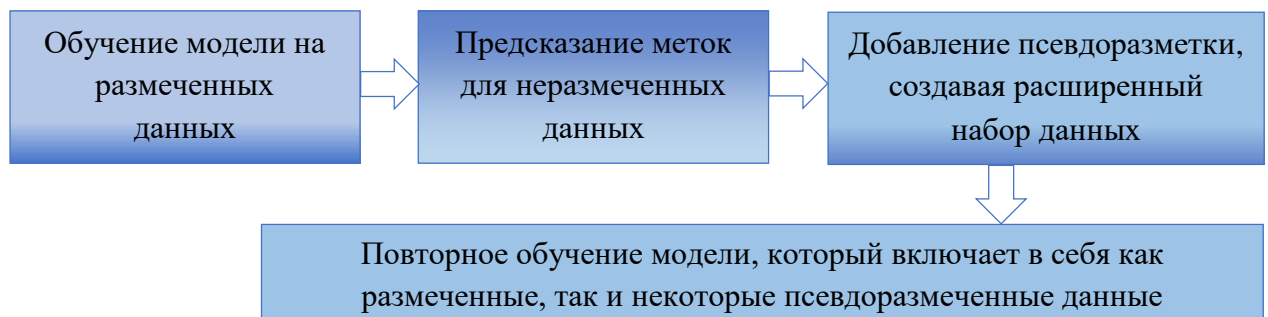 Обучение модели на
размеченных
данных
Предсказание меток
для неразмеченных
данных
Добавление псевдоразметки,
создавая расширенный
набор данных
Повторное обучение модели, который включает в себя как
размеченные, так и некоторые псевдоразмеченные данные